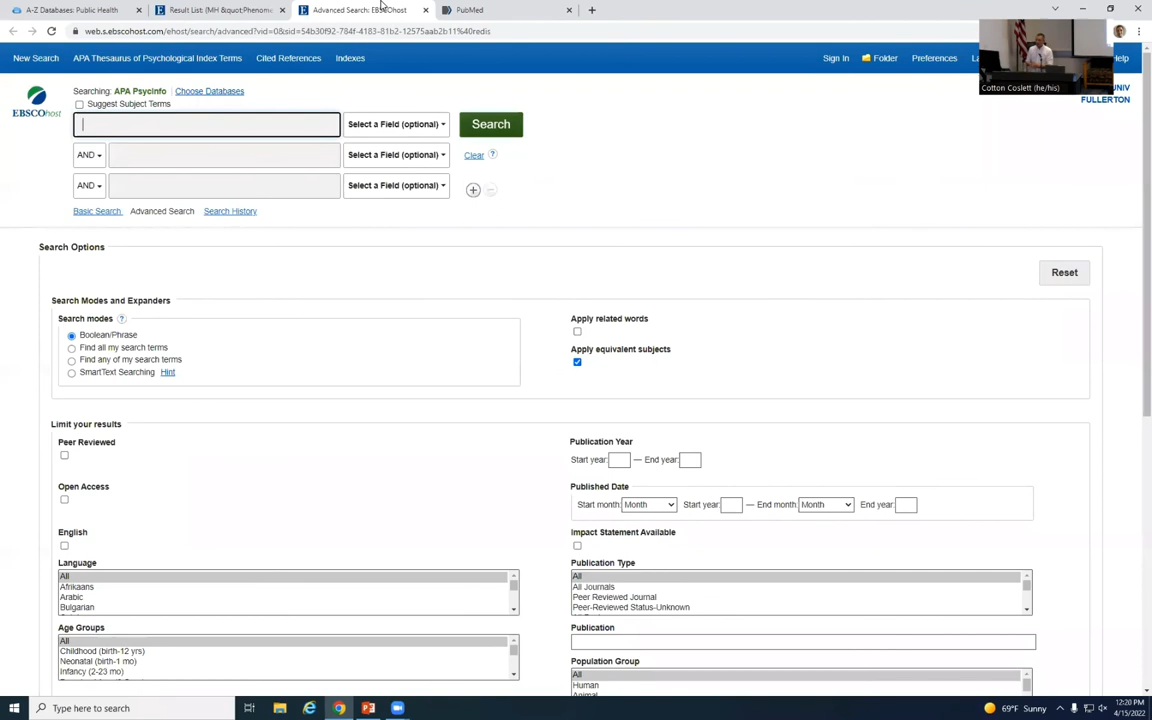 A-Z Databases: Public Health
Result List: (MH &quot;Phenom
Advanced Search: EBSCOhost
PubMed
web.s.ebscohost.com/ehost/search/advanced?vid=0&sid=54b30f92-784f-4183-81b2-12575aab2b11%40redis
New Search
APA Thesaurus of Psychological Index Terms
Cited References
Indexes
Sign In
Folder
Preferences
La
Help
Cotton Coslett (he/his)
UNIV
FULLERTON
EBSCOhost
Searching: APA PsycInfo
Choose Databases
Suggest Subject Terms
Select a Field (optional)
Search
AND
Select a Field (optional)
Clear
?
AND
Select a Field (optional)
Basic Search
Advanced Search
Search History
Search Options
Reset
Search Modes and Expanders
Search modes ?
Boolean/Phrase
Find all my search terms
Find any of my search terms
SmartText Searching Hint
Apply related words
Apply equivalent subjects
Limit your results
Peer Reviewed
Publication Year
Start year: — End year:
Open Access
Published Date
Start month: Month Start year: — End month: Month End year:
English
Impact Statement Available
Language
All
Afrikaans
Arabic
Bulgarian
Publication Type
All
All Journals
Peer Reviewed Journal
Peer-Reviewed Status-Unknown
Age Groups
All
Childhood (birth-12 yrs)
Neonatal (birth-1 mo)
Infancy (2-23 mo)
Publication
Population Group
All
Human
Animal
Type here to search
69°F Sunny
12:20 PM
4/15/2022